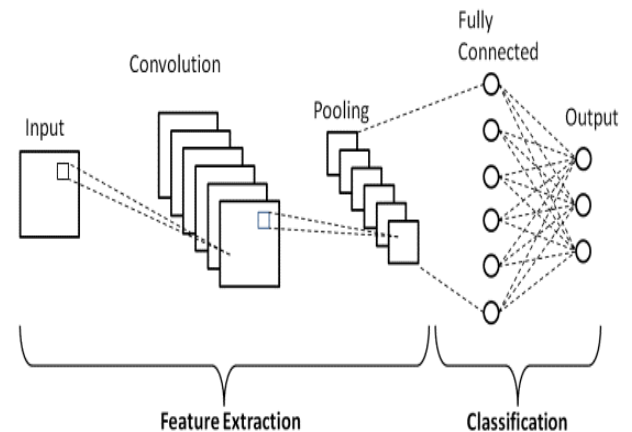 Input
Convolution
Pooling
Fully
Connected
Output
Feature Extraction
Classification